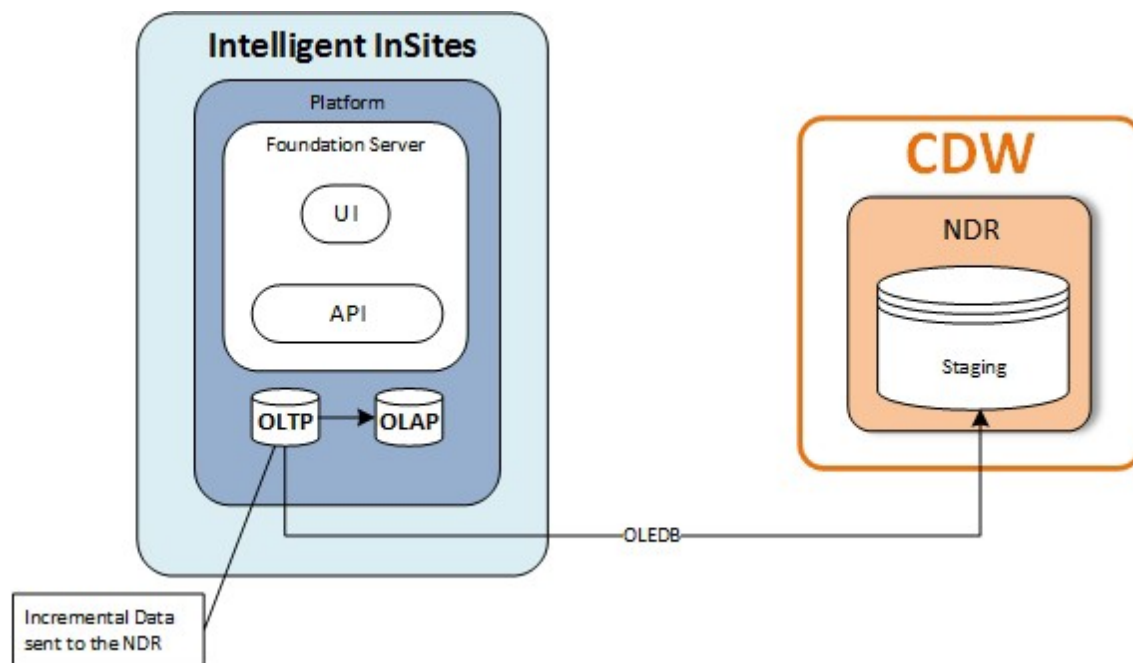 Intelligent InSites
Platform
Foundation Server
UI
API
OLTP
OLAP
CDW
NDR
Staging
OLEDB
Incremental Data
sent to the NDR